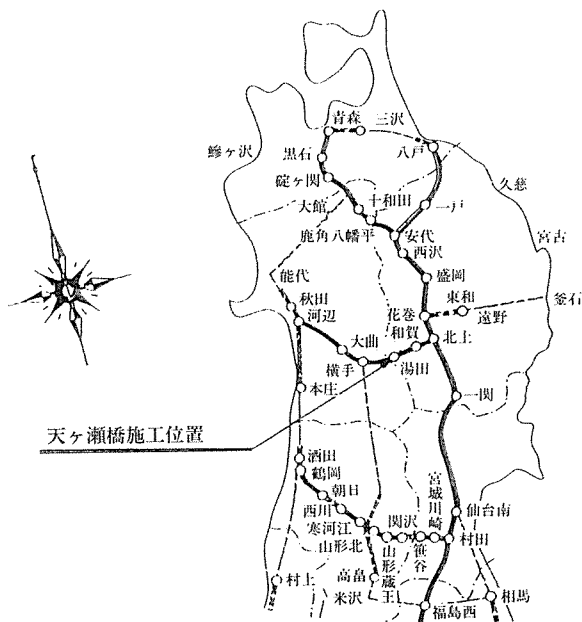 青森
三沢
鰺ヶ沢
黒石
八戸
碇ヶ関
久慈
大館
十和田
一戸
鹿角八幡平
安代
宮古
西沢
能代
盛岡
秋田
東和
釜石
河辺
花巻
遠野
和賀
北上
大曲
横手
湯田
本庄
一関
天ヶ瀬橋施工位置
酒田
鶴岡
朝日
宮城川崎
西川
仙台南
寒河江
関沢
山形北
笹谷
村田
山形蔵王
村上
高畠
米沢
相馬
福島西